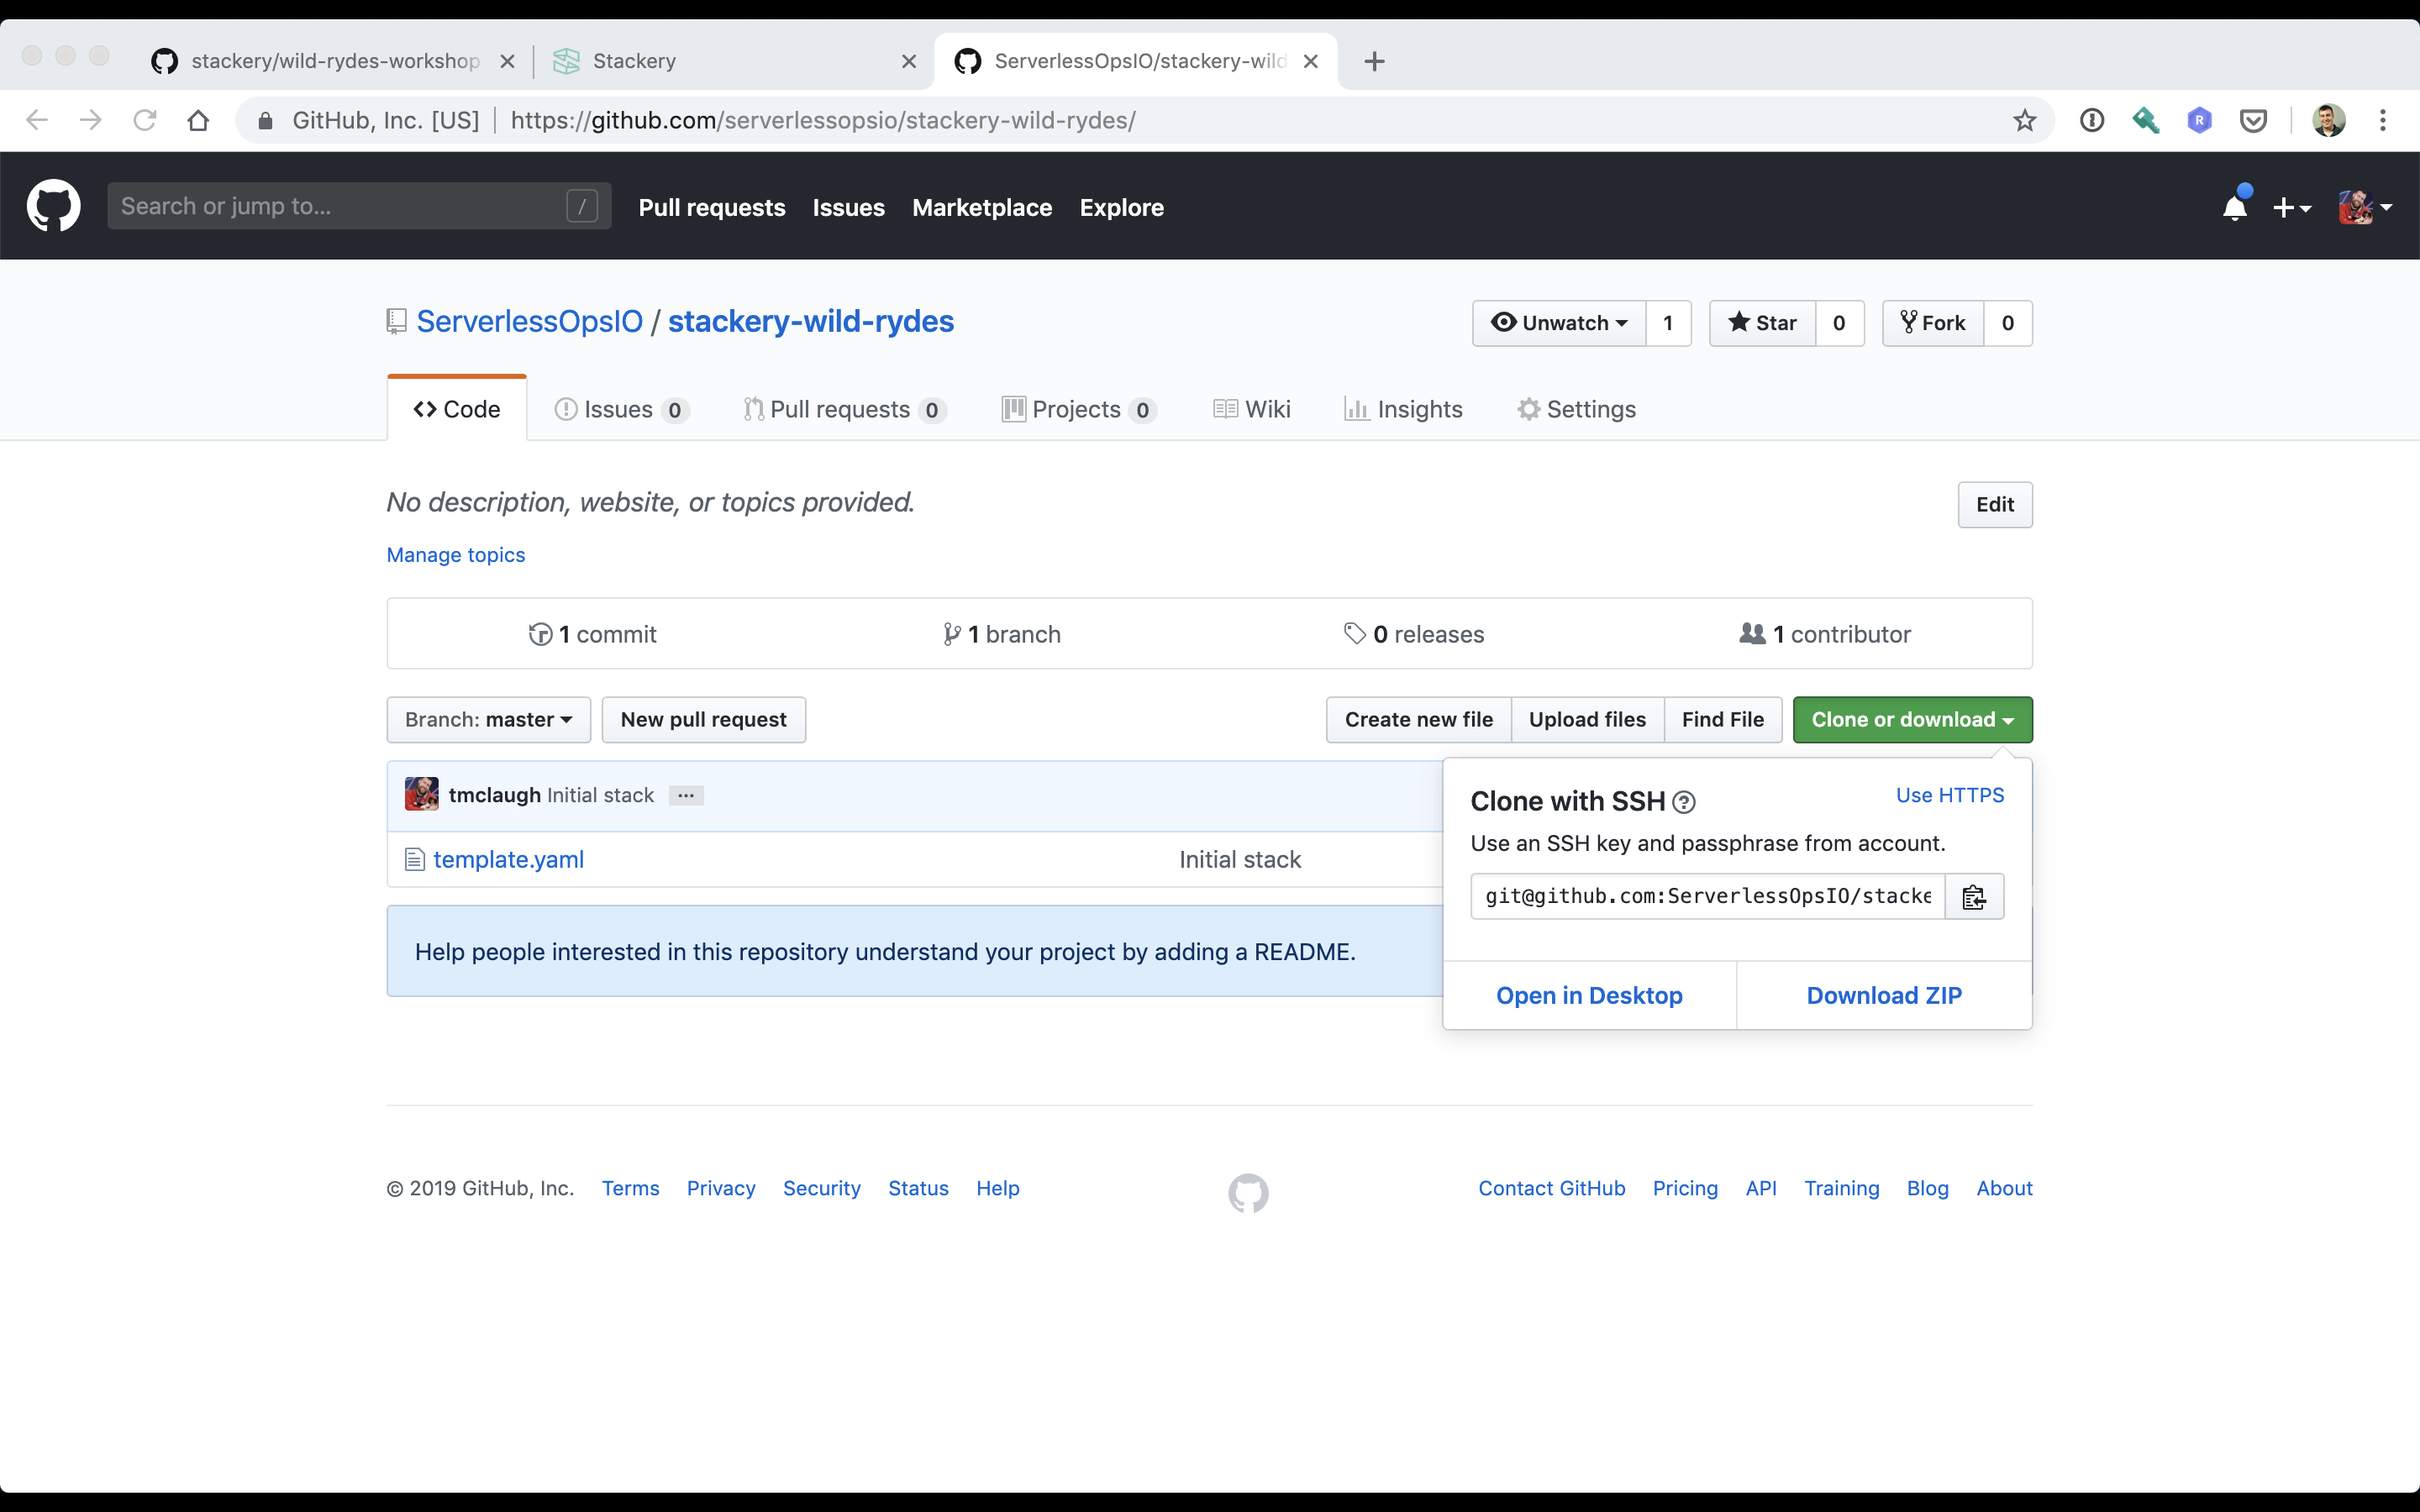 stackery/wild-rydes-workshop
Stackery
ServerlessOpsIO/stackery-wild
GitHub, Inc. [US] | https://github.com/serverlessopsio/stackery-wild-rydes/
R
Search or jump to... /
Pull requests Issues Marketplace Explore
ServerlessOpsIO / stackery-wild-rydes
Unwatch 1 Star 0 Fork 0
Code Issues 0 Pull requests 0 Projects 0 Wiki Insights Settings
No description, website, or topics provided.
Edit
Manage topics
1 commit 1 branch 0 releases 1 contributor
Branch: master New pull request Create new file Upload files Find File Clone or download
tmclaugh Initial stack ...
template.yaml Initial stack
Help people interested in this repository understand your project by adding a README.
Clone with SSH ? Use HTTPS
Use an SSH key and passphrase from account.
git@github.com:ServerlessOpsIO/stacke
Open in Desktop Download ZIP
© 2019 GitHub, Inc. Terms Privacy Security Status Help Contact GitHub Pricing API Training Blog About